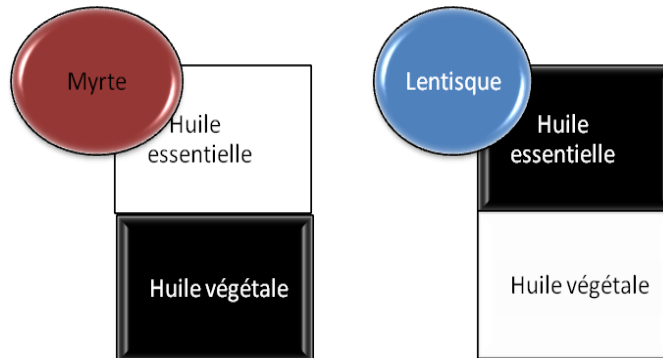 Myrte
Huile
essentielle
Huile végétale
Lentisque
Huile
essentielle
Huile végétale